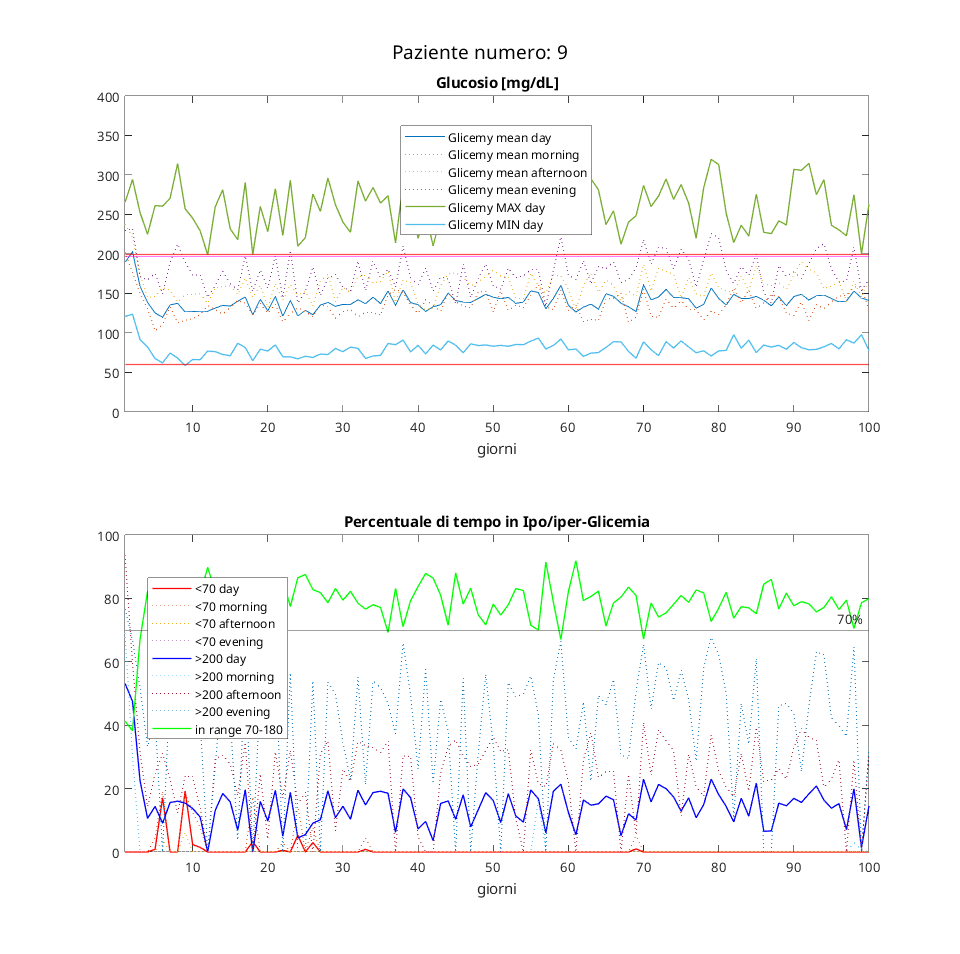 Paziente numero: 9
Glucosio [mg/dL]
400
350
300
250
200
150
100
50
0
Glicemy mean day
Glicemy mean morning
Glicemy mean afternoon
Glicemy mean evening
Glicemy MAX day
Glicemy MIN day
10 20 30 40 50 60 70 80 90 100
giorni
Percentuale di tempo in Ipo/iper-Glicemia
100
80
60
40
20
0
<70 day
<70 morning
<70 afternoon
<70 evening
>200 day
>200 morning
>200 afternoon
>200 evening
in range 70-180
70%
10 20 30 40 50 60 70 80 90 100
giorni